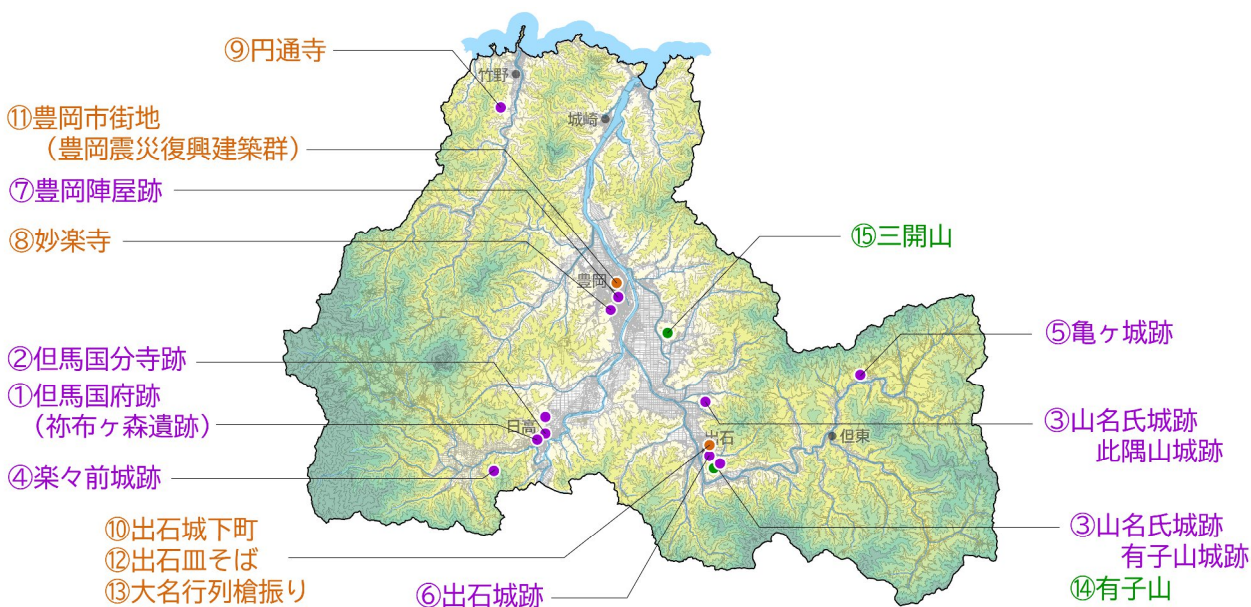 ⑨円通寺
⑪豊岡市街地
（豊岡震災復興建築群）
⑦豊岡陣屋跡
⑧妙楽寺
②但馬国分寺跡
①但馬国府跡
（祢布ヶ森遺跡）
④楽々前城跡
⑩出石城下町
⑫出石皿そば
⑬大名行列槍振り
⑥出石城跡
竹野
城崎
豊岡
日高
出石
但東
⑮三開山
⑤亀ヶ城跡
③山名氏城跡
此隅山城跡
③山名氏城跡
有子山城跡
⑭有子山